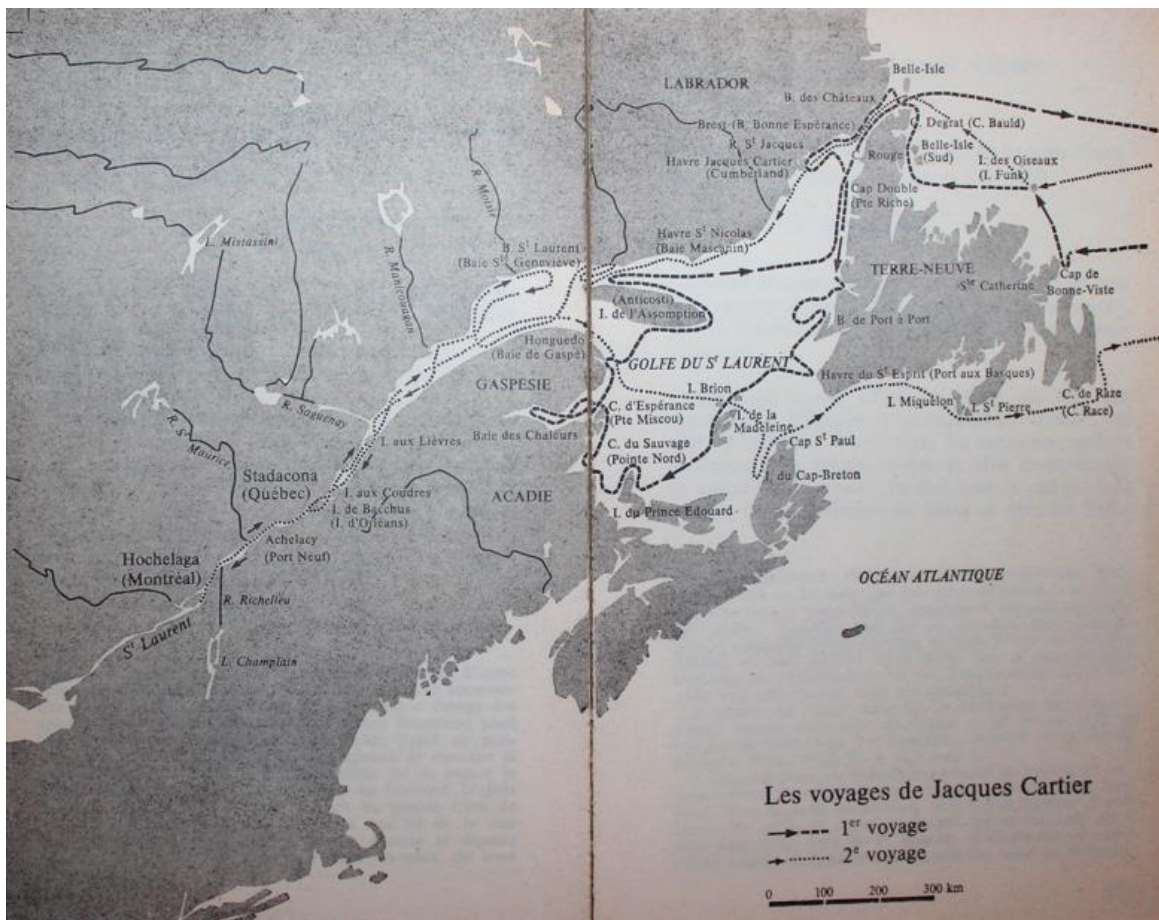 LABRADOR
Belle-Isle
B. des Châteaux
Brest (B. Bonne Espérance)
C. Degrat (C. Bauld)
R. Sᵗ Jacques
Havre Jacques Cartier
(Cumberland)
C. Rouge
Belle-Isle
(Sud)
I. des Oiseaux
(I. Funk)
Cap Double
(Pte Riche)
R. Moisie
L. Mistassini
R. Manicouagan
B. Sᵗ Laurent
(Baie Sᵗᵉ Geneviève)
Havre Sᵗ Nicolas
(Baie Mascanin)
TERRE-NEUVE
Sᵗᵉ Catherine
Cap de
Bonne-Viste
(Anticosti)
I. de l'Assomption
B. de Port à Port
Honguedo
(Baie de Gaspé)
GOLFE DU Sᵗ LAURENT
GASPÉSIE
Havre du Sᵗ Esprit (Port aux Basques)
I. Brion
I. Miquelon
I. Sᵗ Pierre
C. de Raze
(C. Race)
R. Saguenay
C. d'Espérance
(Pte Miscou)
I. de la
Madeleine
Baie des Chaleurs
R. Sᵗ Maurice
I. aux Lièvres
C. du Sauvage
(Pointe Nord)
Cap Sᵗ Paul
Stadacona
(Québec)
I. du Cap-Breton
I. aux Coudres
I. de Bacchus
(I. d'Orléans)
ACADIE
I. du Prince Edouard
Achelacy
(Port Neuf)
Hochelaga
(Montréal)
OCÉAN ATLANTIQUE
R. Richelieu
Sᵗ Laurent
L. Champlain
Les voyages de Jacques Cartier
1ᵉʳ voyage
2ᵉ voyage
0 100 200 300 km